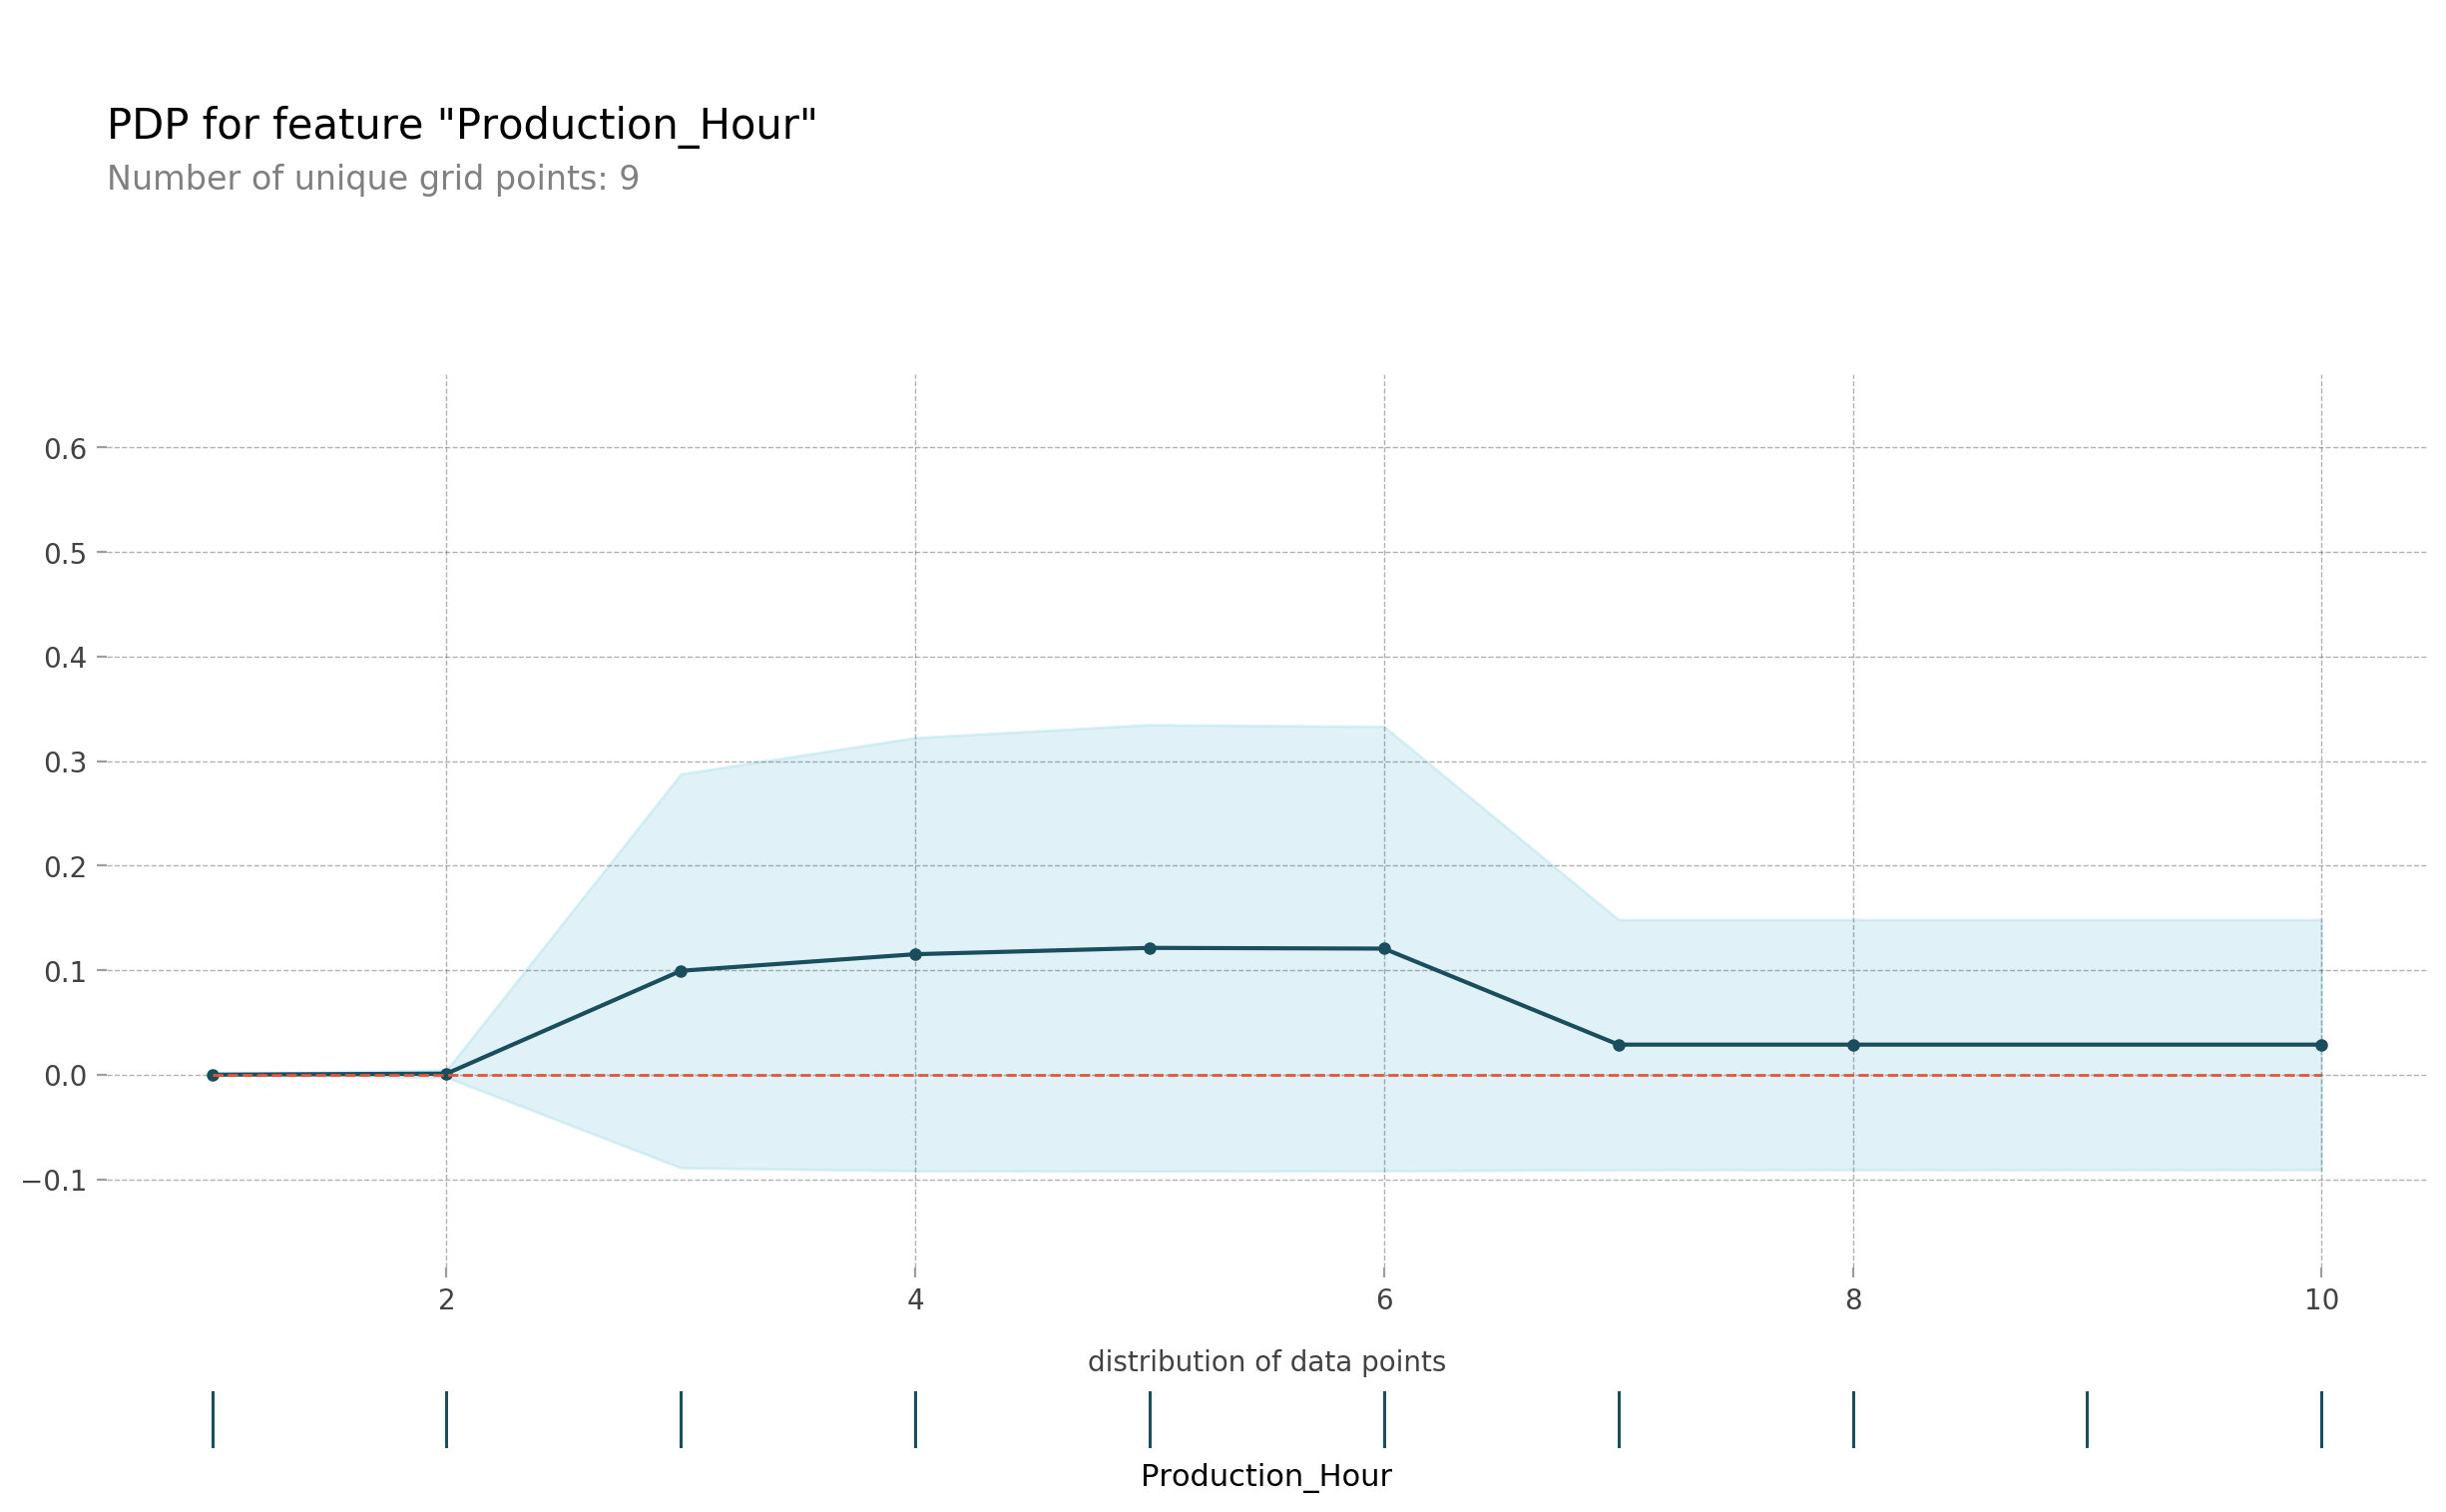 PDP for feature "Production_Hour"
Number of unique grid points: 9
0.6
0.5
0.4
0.3
0.2
0.1
0.0
−0.1
2 4 6 8 10
distribution of data points
Production_Hour